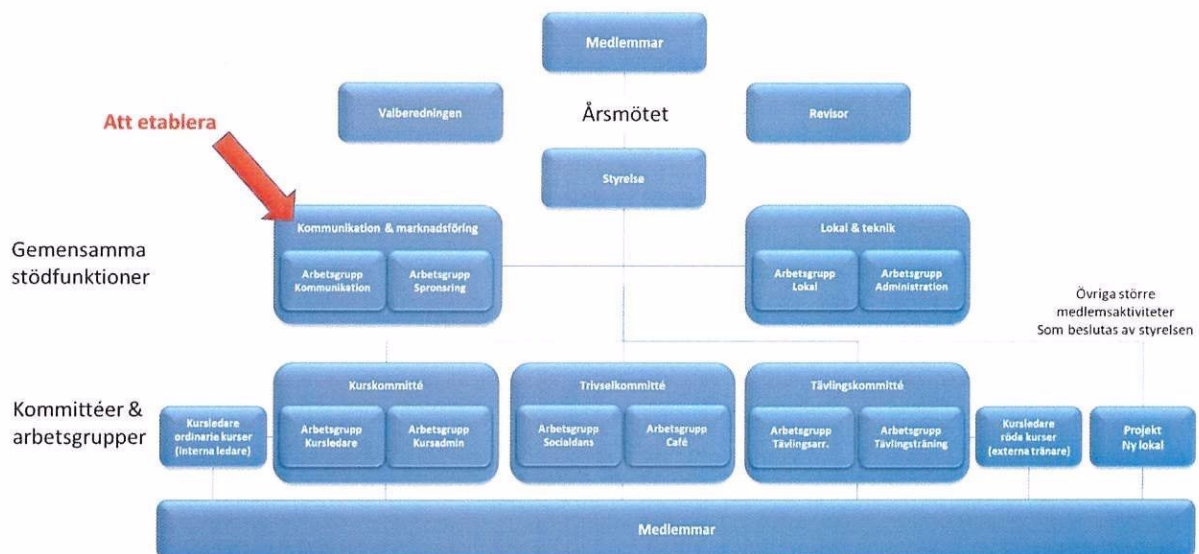 Medlemmar
Valberedningen
Årsmötet
Revisor
Att etablera
Styrelse
Gemensamma
stödfunktioner
Kommunikation & marknadsföring
Arbetsgrupp
Kommunikation
Arbetsgrupp
Spronsring
Lokal & teknik
Arbetsgrupp
Lokal
Arbetsgrupp
Administration
Övriga större
medlemsaktiviteter
Som beslutas av styrelsen
Kommittéer &
arbetsgrupper
Kursledare
ordinarie kurser
(interna ledare)
Kurskommitté
Arbetsgrupp
Kursledare
Arbetsgrupp
Kursadmin
Trivselkommitté
Arbetsgrupp
Socialdans
Arbetsgrupp
Café
Tävlingskommitté
Arbetsgrupp
Tävlingsarr.
Arbetsgrupp
Tävlingsträning
Kursledare
röda kurser
(externa tränare)
Projekt
Ny lokal
Medlemmar